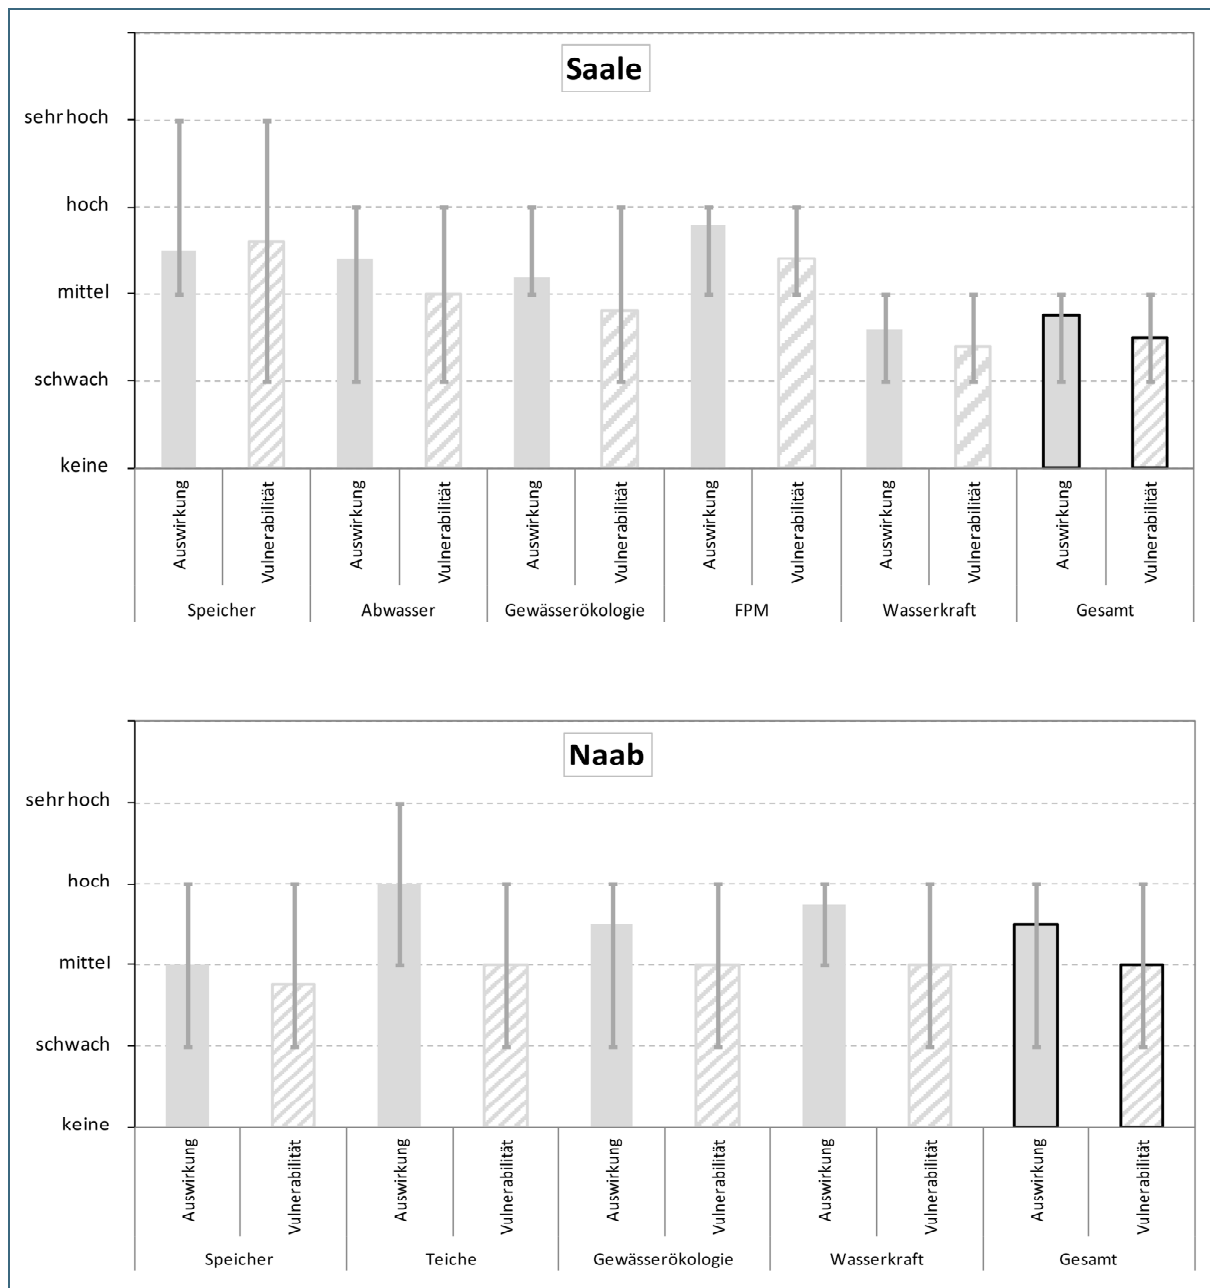 Saale
sehr hoch
hoch
mittel
schwach
keine
Auswirkung Vulnerabilität Auswirkung Vulnerabilität Auswirkung Vulnerabilität Auswirkung Vulnerabilität Auswirkung Vulnerabilität Auswirkung Vulnerabilität
Speicher Abwasser Gewässerökologie FPM Wasserkraft Gesamt
Naab
sehr hoch
hoch
mittel
schwach
keine
Auswirkung Vulnerabilität Auswirkung Vulnerabilität Auswirkung Vulnerabilität Auswirkung Vulnerabilität Auswirkung Vulnerabilität
Speicher Teiche Gewässerökologie Wasserkraft Gesamt